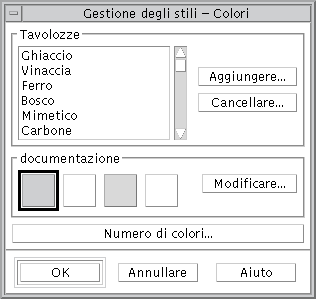 Gestione degli stili – Colori
Tavolozze
Ghiaccio
Vinaccia
Ferro
Bosco
Mimetico
Carbone
Aggiungere...
Cancellare...
documentazione
Modificare...
Numero di colori...
OK
Annullare
Aiuto